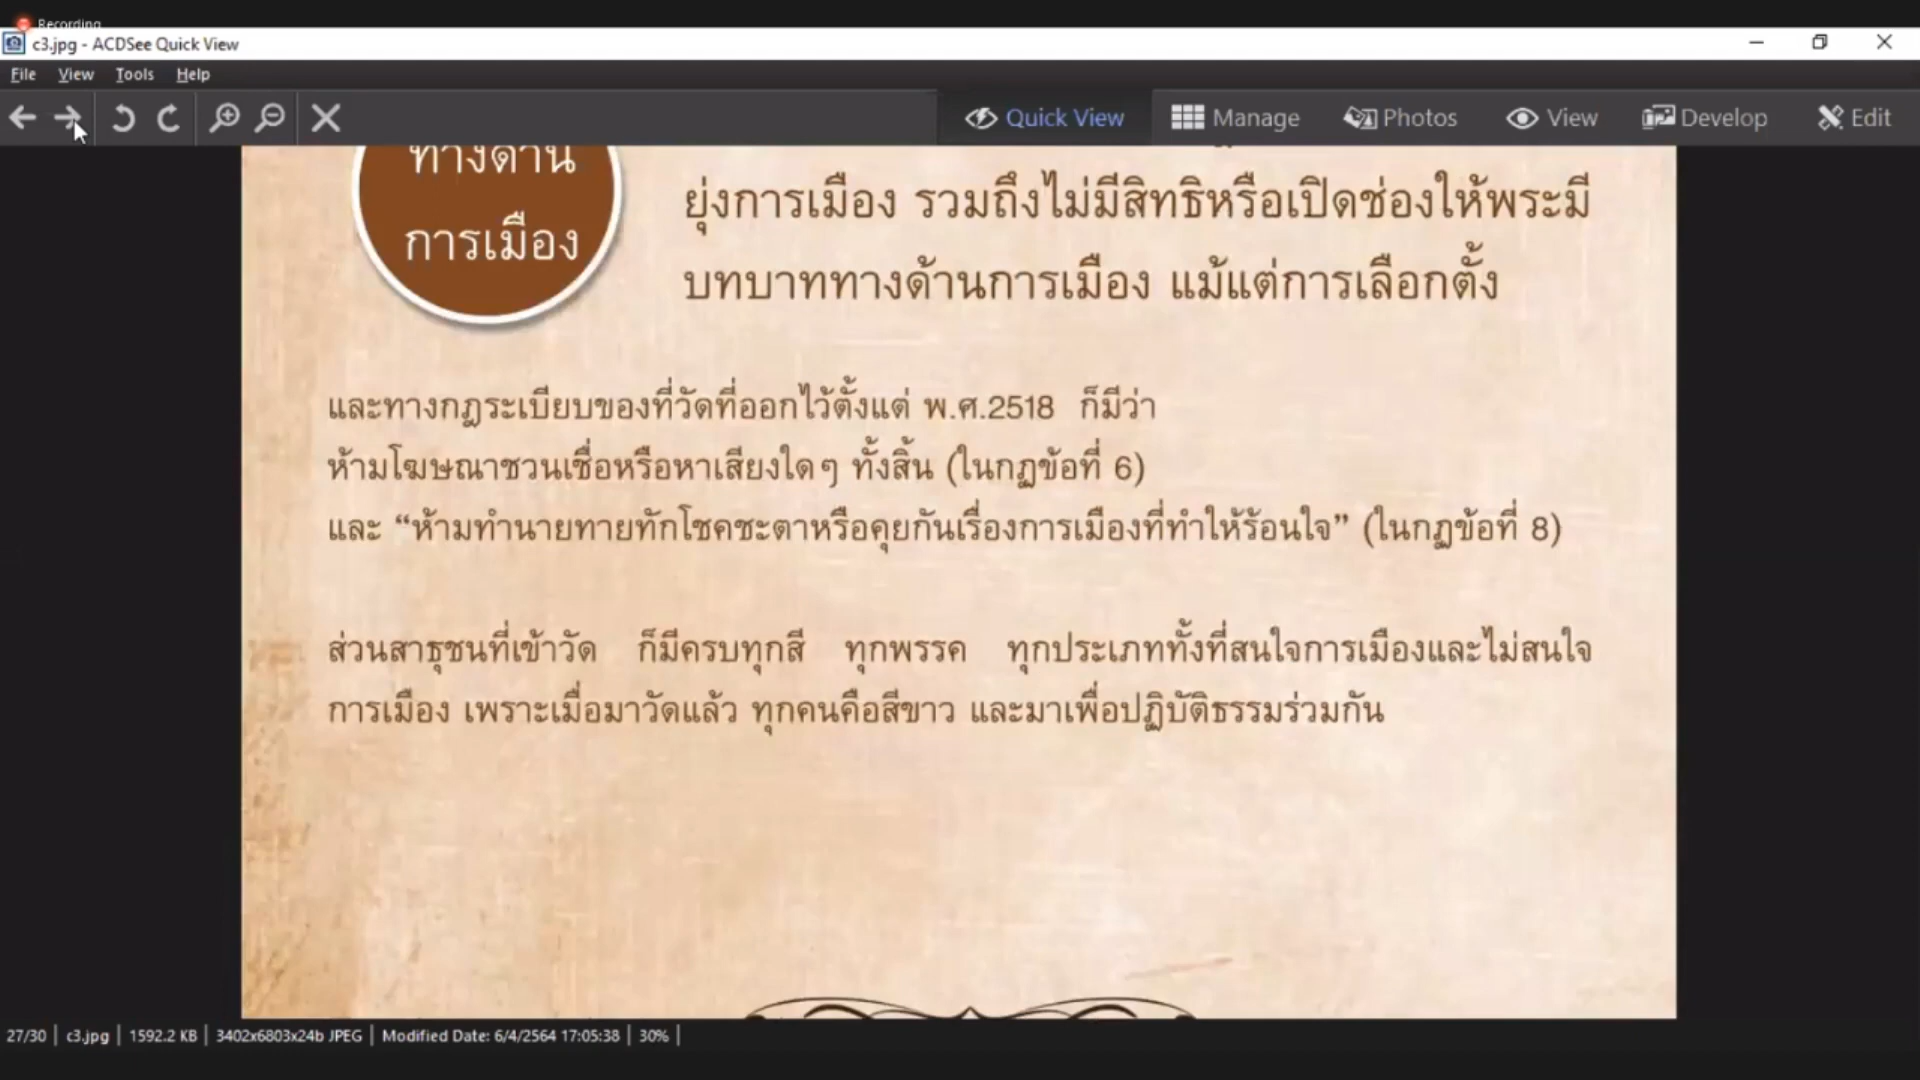 Recording
c3.jpg - ACDSee Quick View
File View Tools Help
Quick View Manage Photos View Develop Edit
ทางด้าน
การเมือง
ยุ่งการเมือง รวมถึงไม่มีสิทธิหรือเปิดช่องให้พระมี
บทบาททางด้านการเมือง แม้แต่การเลือกตั้ง
และทางกฎระเบียบของที่วัดที่ออกไว้ตั้งแต่ พ.ศ.2518 ก็มีว่า
ห้ามโฆษณาชวนเชื่อหรือหาเสียงใดๆ ทั้งสิ้น (ในกฏข้อที่ 6)
และ “ห้ามทำนายทายทักโชคชะตาหรือคุยกันเรื่องการเมืองที่ทำให้ร้อนใจ” (ในกฏข้อที่ 8)
ส่วนสาธุชนที่เข้าวัด ก็มีครบทุกสี ทุกพรรค ทุกประเภททั้งที่สนใจการเมืองและไม่สนใจ
การเมือง เพราะเมื่อมาวัดแล้ว ทุกคนคือสีขาว และมาเพื่อปฏิบัติธรรมร่วมกัน
27/30 c3.jpg 1592.2 KB 3402x6803x24b JPEG Modified Date: 6/4/2564 17:05:38 30%